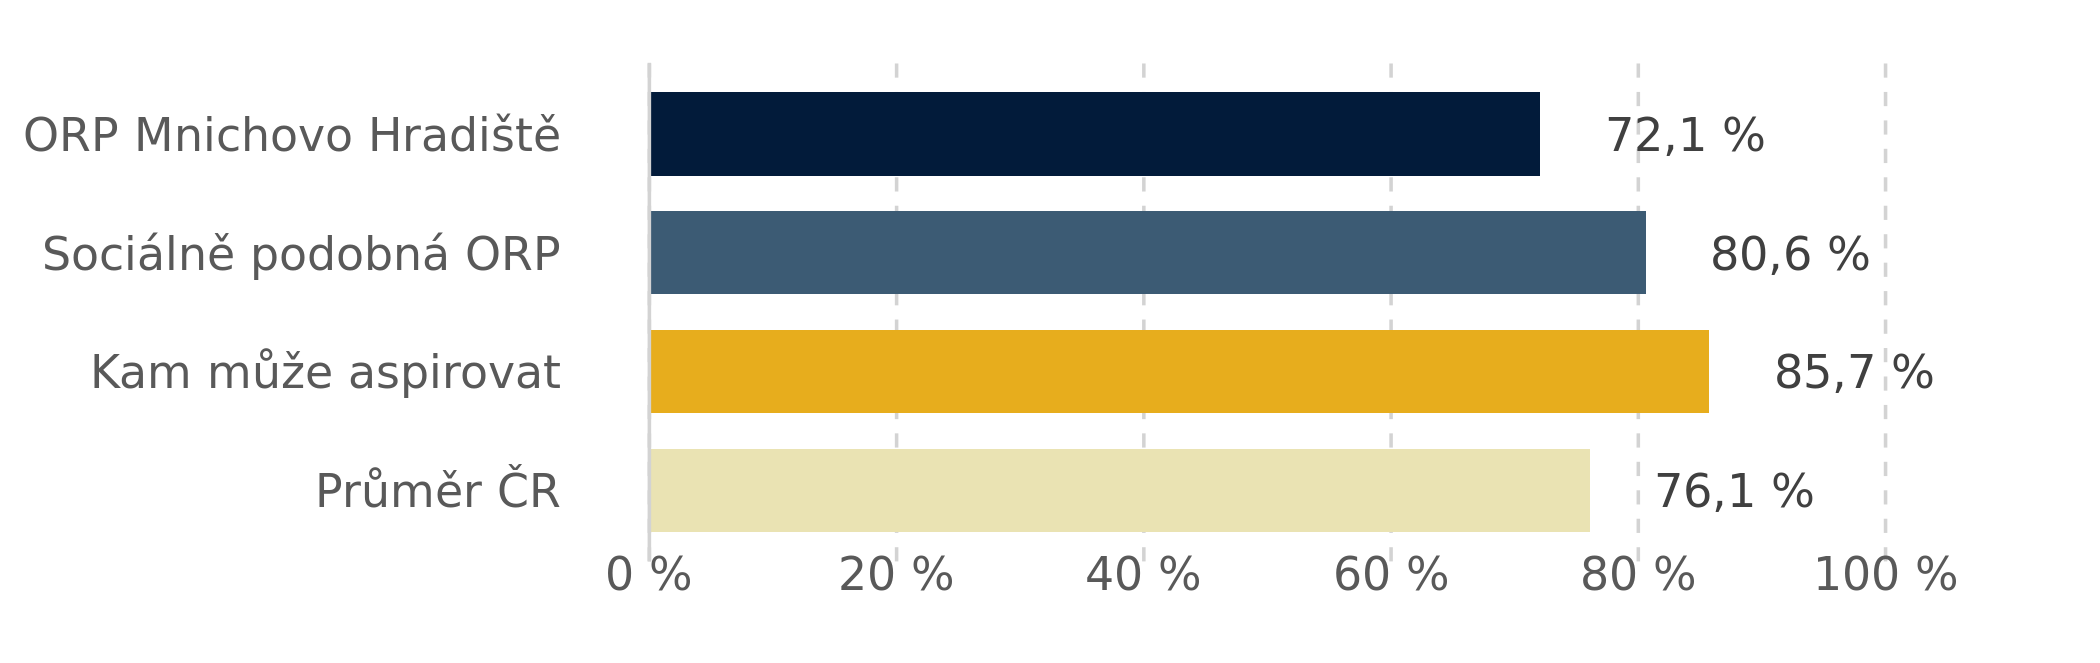 ORP Mnichovo Hradiště 72,1 %
Sociálně podobná ORP 80,6 %
Kam může aspirovat 85,7 %
Průměr ČR 76,1 %
0 % 20 % 40 % 60 % 80 % 100 %